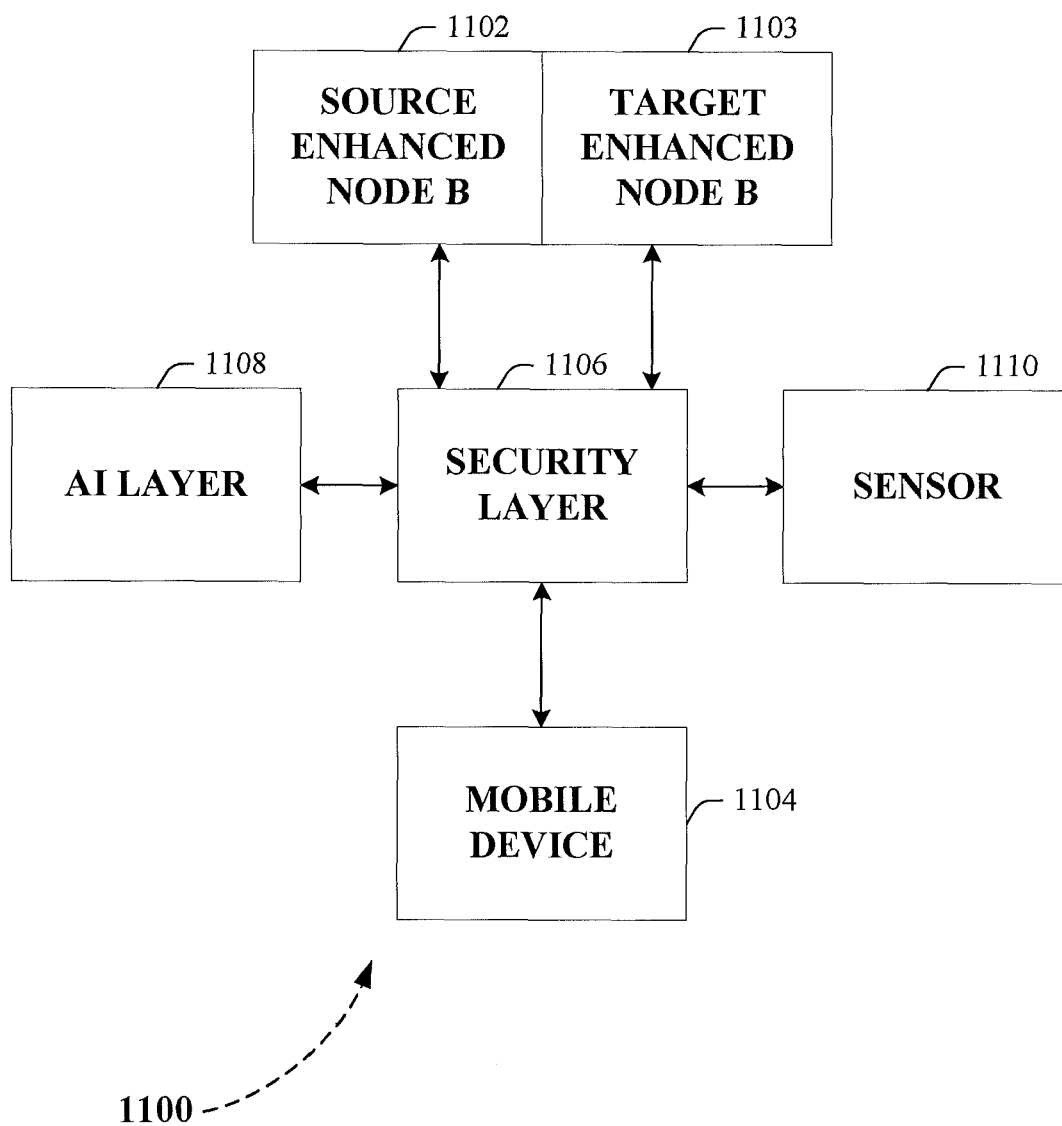 1102
1103
SOURCE
ENHANCED
NODE B
TARGET
ENHANCED
NODE B
1108
1106
1110
AI LAYER
SECURITY
LAYER
SENSOR
MOBILE
DEVICE
1104
1100